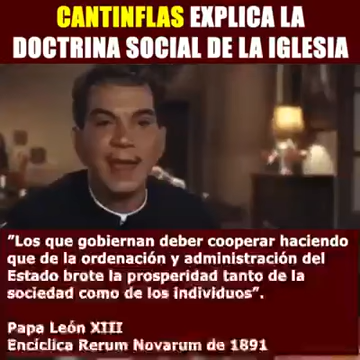 CANTINFLAS EXPLICA LA
DOCTRINA SOCIAL DE LA IGLESIA
"Los que gobiernan deber cooperar haciendo
que de la ordenación y administración del
Estado brote la prosperidad tanto de la
sociedad como de los individuos".
Papa León XIII
Encíclica Rerum Novarum de 1891